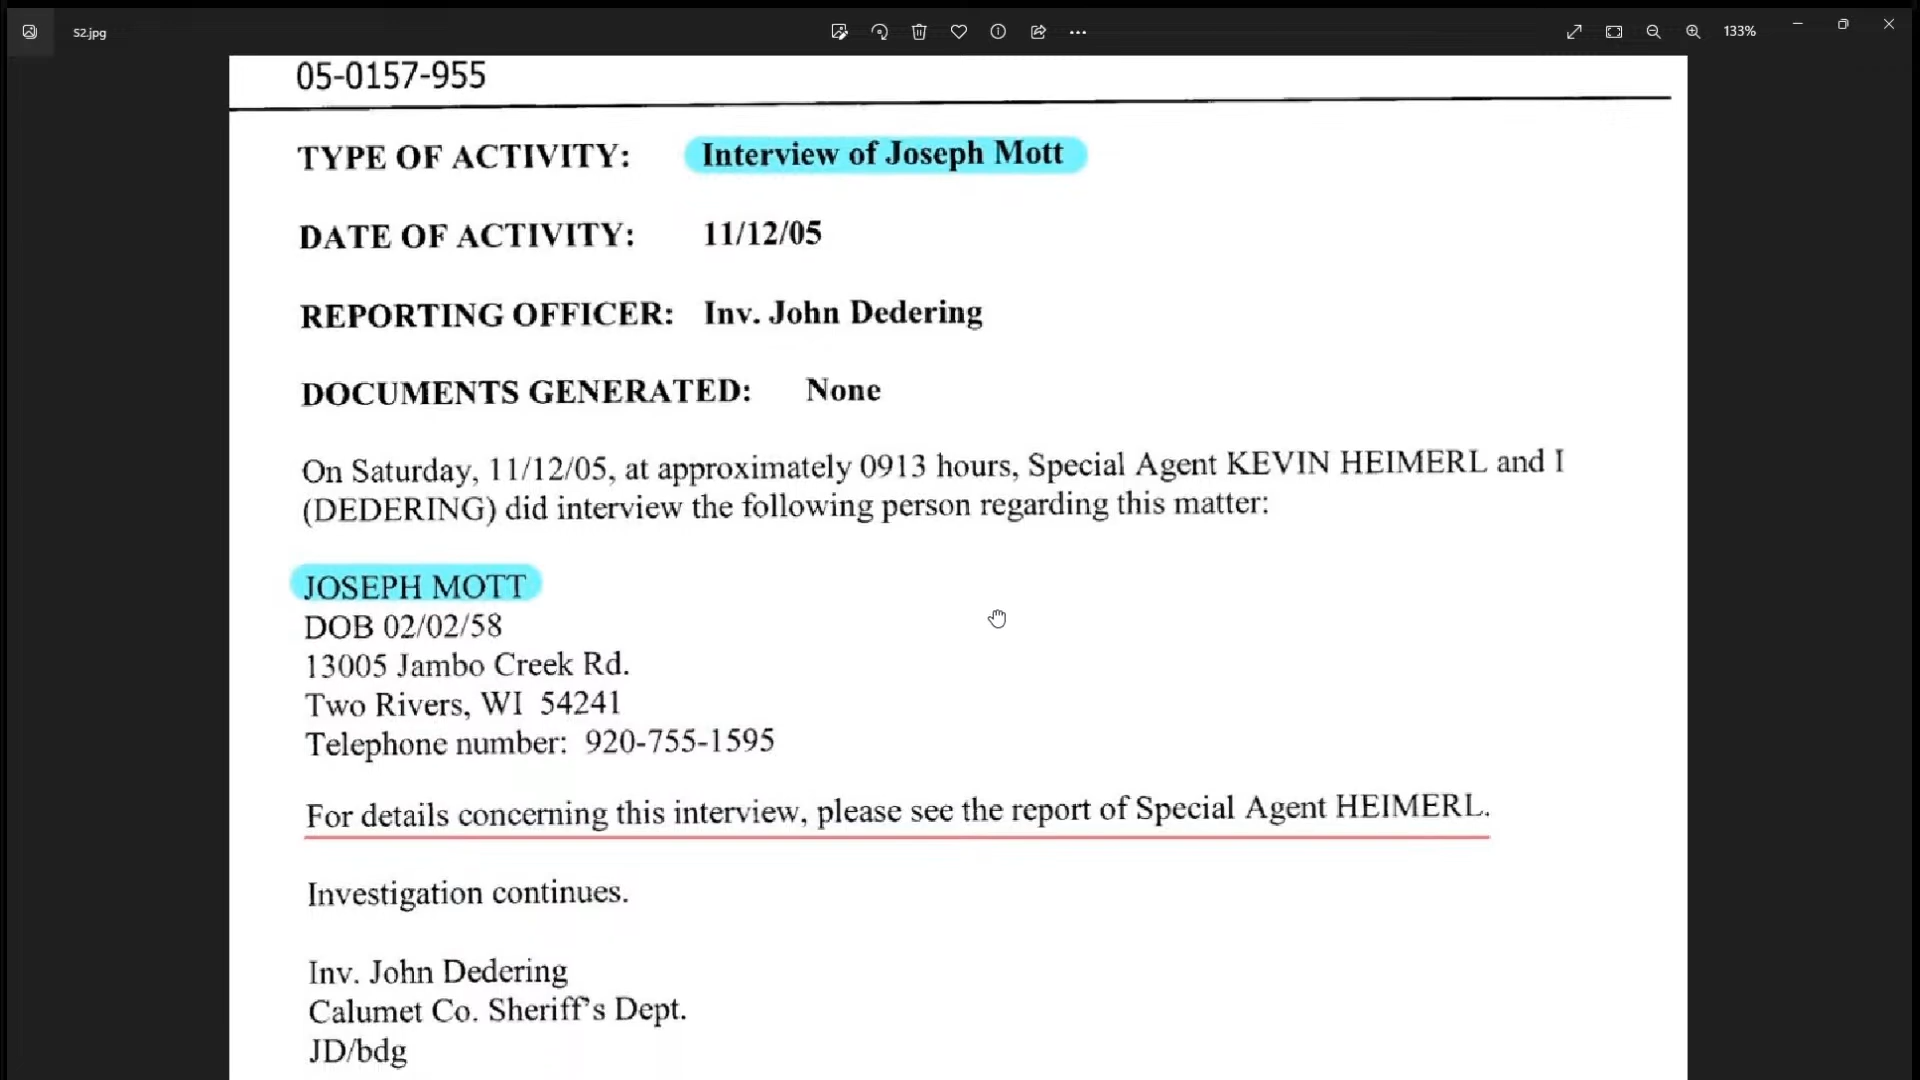 S2.jpg
133%
05-0157-955
TYPE OF ACTIVITY: Interview of Joseph Mott
DATE OF ACTIVITY: 11/12/05
REPORTING OFFICER: Inv. John Dedering
DOCUMENTS GENERATED: None
On Saturday, 11/12/05, at approximately 0913 hours, Special Agent KEVIN HEIMERL and I
(DEDERING) did interview the following person regarding this matter:
JOSEPH MOTT
DOB 02/02/58
13005 Jambo Creek Rd.
Two Rivers, WI 54241
Telephone number: 920-755-1595
For details concerning this interview, please see the report of Special Agent HEIMERL.
Investigation continues.
Inv. John Dedering
Calumet Co. Sheriff's Dept.
JD/bdg